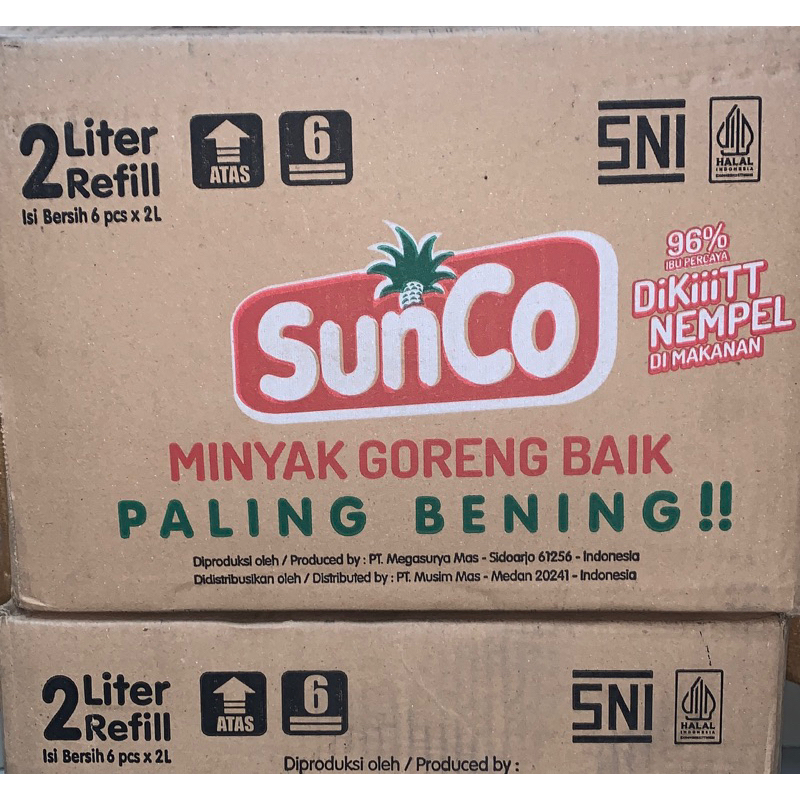 2 Liter Refill
Isi Bersih 6 pcs x 2L
ATAS
6
SNI
HALAL
INDONESIA
SunCo
96%
IBU PERCAYA
DiKiiiTT
NEMPEL
DI MAKANAN
MINYAK GORENG BAIK
PALING BENING!!
Diproduksi oleh / Produced by : PT. Megasurya Mas - Sidoarjo 61256 - Indonesia
Didistribusikan oleh / Distributed by : PT. Musim Mas - Medan 20241 - Indonesia
2 Liter Refill
Isi Bersih 6 pcs x 2L
ATAS
6
SNI
HALAL
INDONESIA
Diproduksi oleh / Produced by :